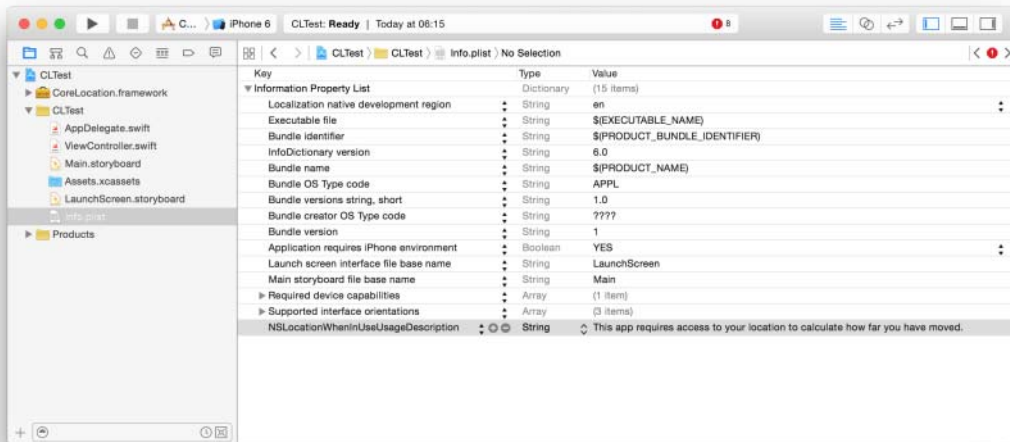 C... iPhone 6 CLTest: Ready | Today at 06:15 8
CLTest CLTest Info.plist No Selection
CLTest
CoreLocation.framework
CLTest
AppDelegate.swift
ViewController.swift
Main.storyboard
Assets.xcassets
LaunchScreen.storyboard
Info.plist
Products
Key Type Value
Information Property List Dictionary (15 items)
Localization native development region String en
Executable file String $(EXECUTABLE_NAME)
Bundle identifier String $(PRODUCT_BUNDLE_IDENTIFIER)
InfoDictionary version String 6.0
Bundle name String $(PRODUCT_NAME)
Bundle OS Type code String APPL
Bundle versions string, short String 1.0
Bundle creator OS Type code String ????
Bundle version String 1
Application requires iPhone environment Boolean YES
Launch screen interface file base name String LaunchScreen
Main storyboard file base name String Main
Required device capabilities Array (1 item)
Supported interface orientations Array (3 items)
NSLocationWhenInUseUsageDescription String This app requires access to your location to calculate how far you have moved.